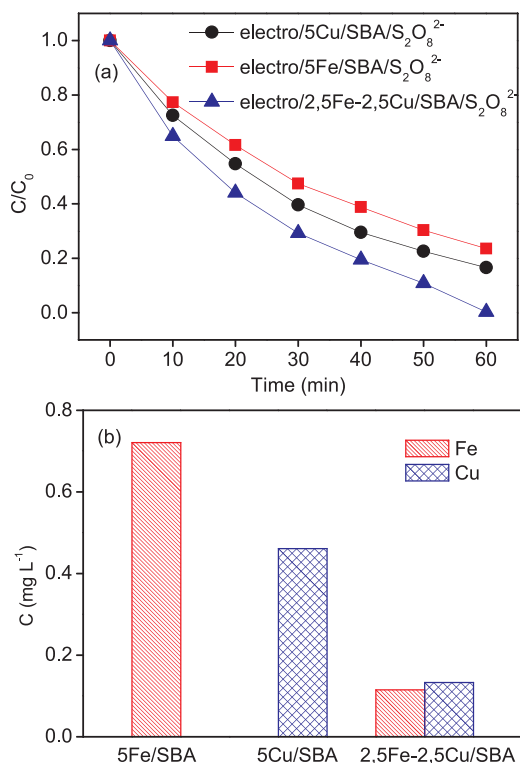 (a)
electro/5Cu/SBA/S₂O₈²⁻
electro/5Fe/SBA/S₂O₈²⁻
electro/2,5Fe-2,5Cu/SBA/S₂O₈²⁻
1.0
0.8
0.6
0.4
0.2
0.0
C/C₀
0 10 20 30 40 50 60
Time (min)
(b)
Fe
Cu
0.8
0.6
0.4
0.2
0.0
C (mg L⁻¹)
5Fe/SBA 5Cu/SBA 2,5Fe-2,5Cu/SBA